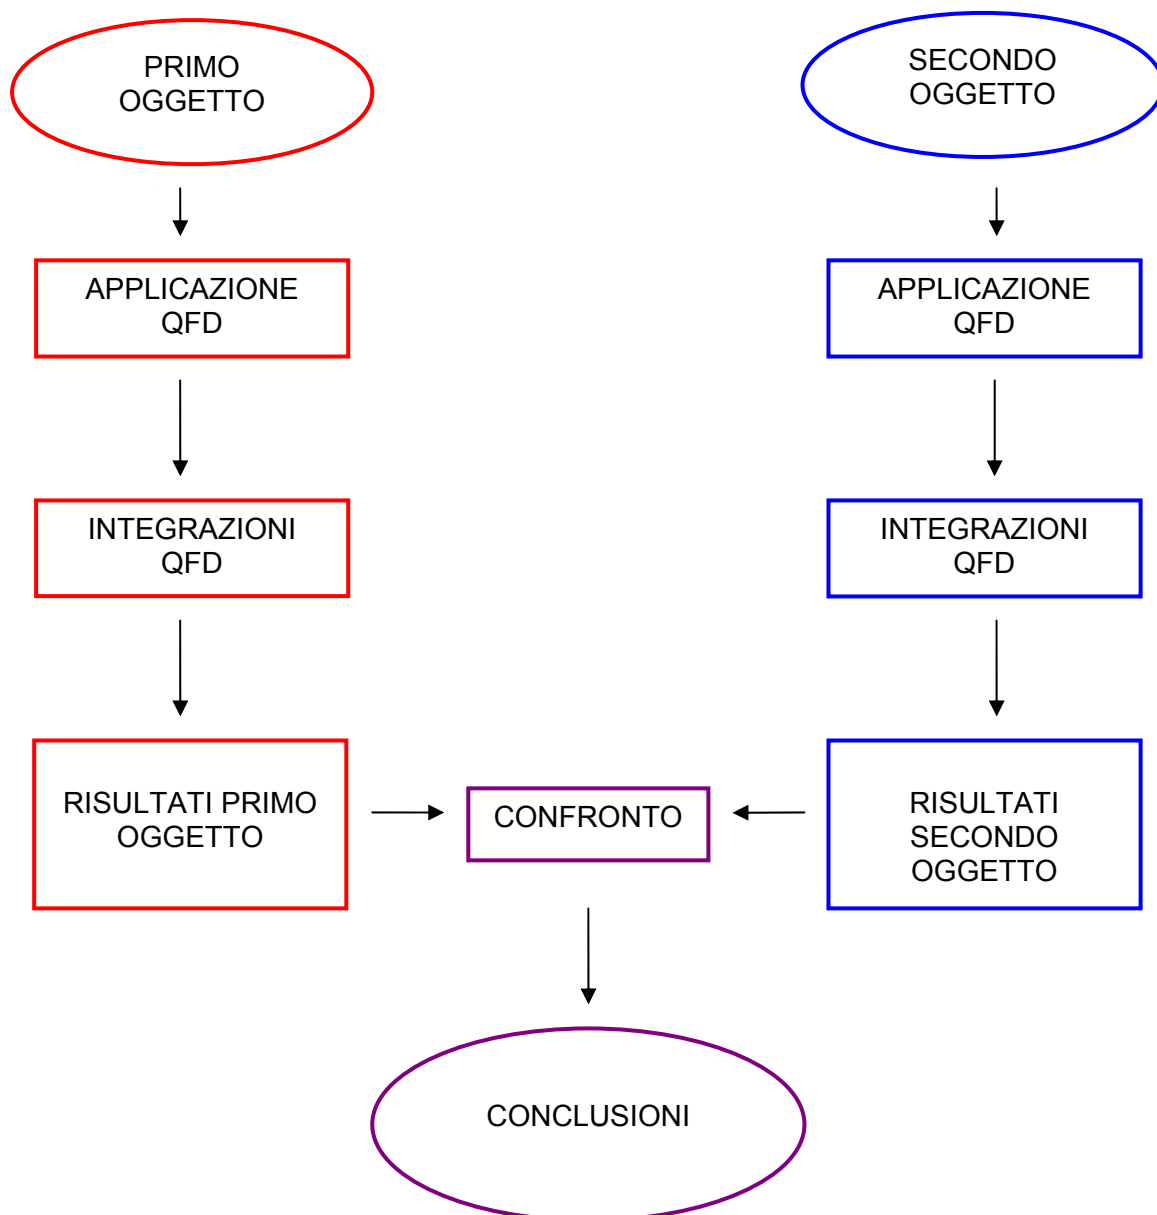 PRIMO
OGGETTO
SECONDO
OGGETTO
APPLICAZIONE
QFD
APPLICAZIONE
QFD
INTEGRAZIONI
QFD
INTEGRAZIONI
QFD
RISULTATI PRIMO
OGGETTO
CONFRONTO
RISULTATI
SECONDO
OGGETTO
CONCLUSIONI